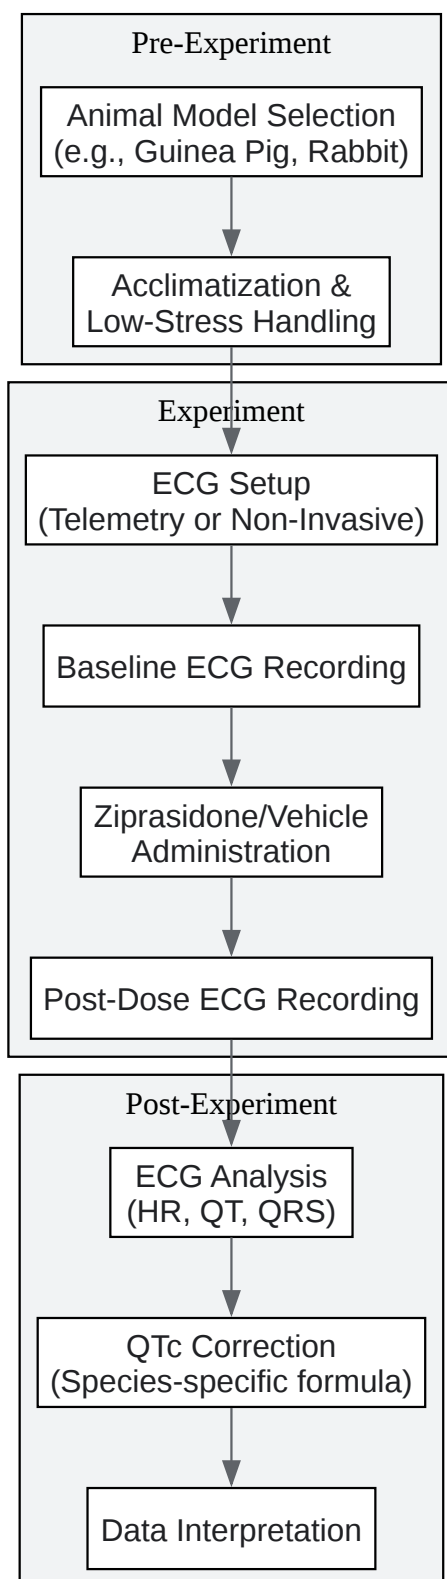 Pre-Experiment
Animal Model Selection
(e.g., Guinea Pig, Rabbit)
Acclimatization &
Low-Stress Handling
Experiment
ECG Setup
(Telemetry or Non-Invasive)
Baseline ECG Recording
Ziprasidone/Vehicle
Administration
Post-Dose ECG Recording
Post-Experiment
ECG Analysis
(HR, QT, QRS)
QTc Correction
(Species-specific formula)
Data Interpretation